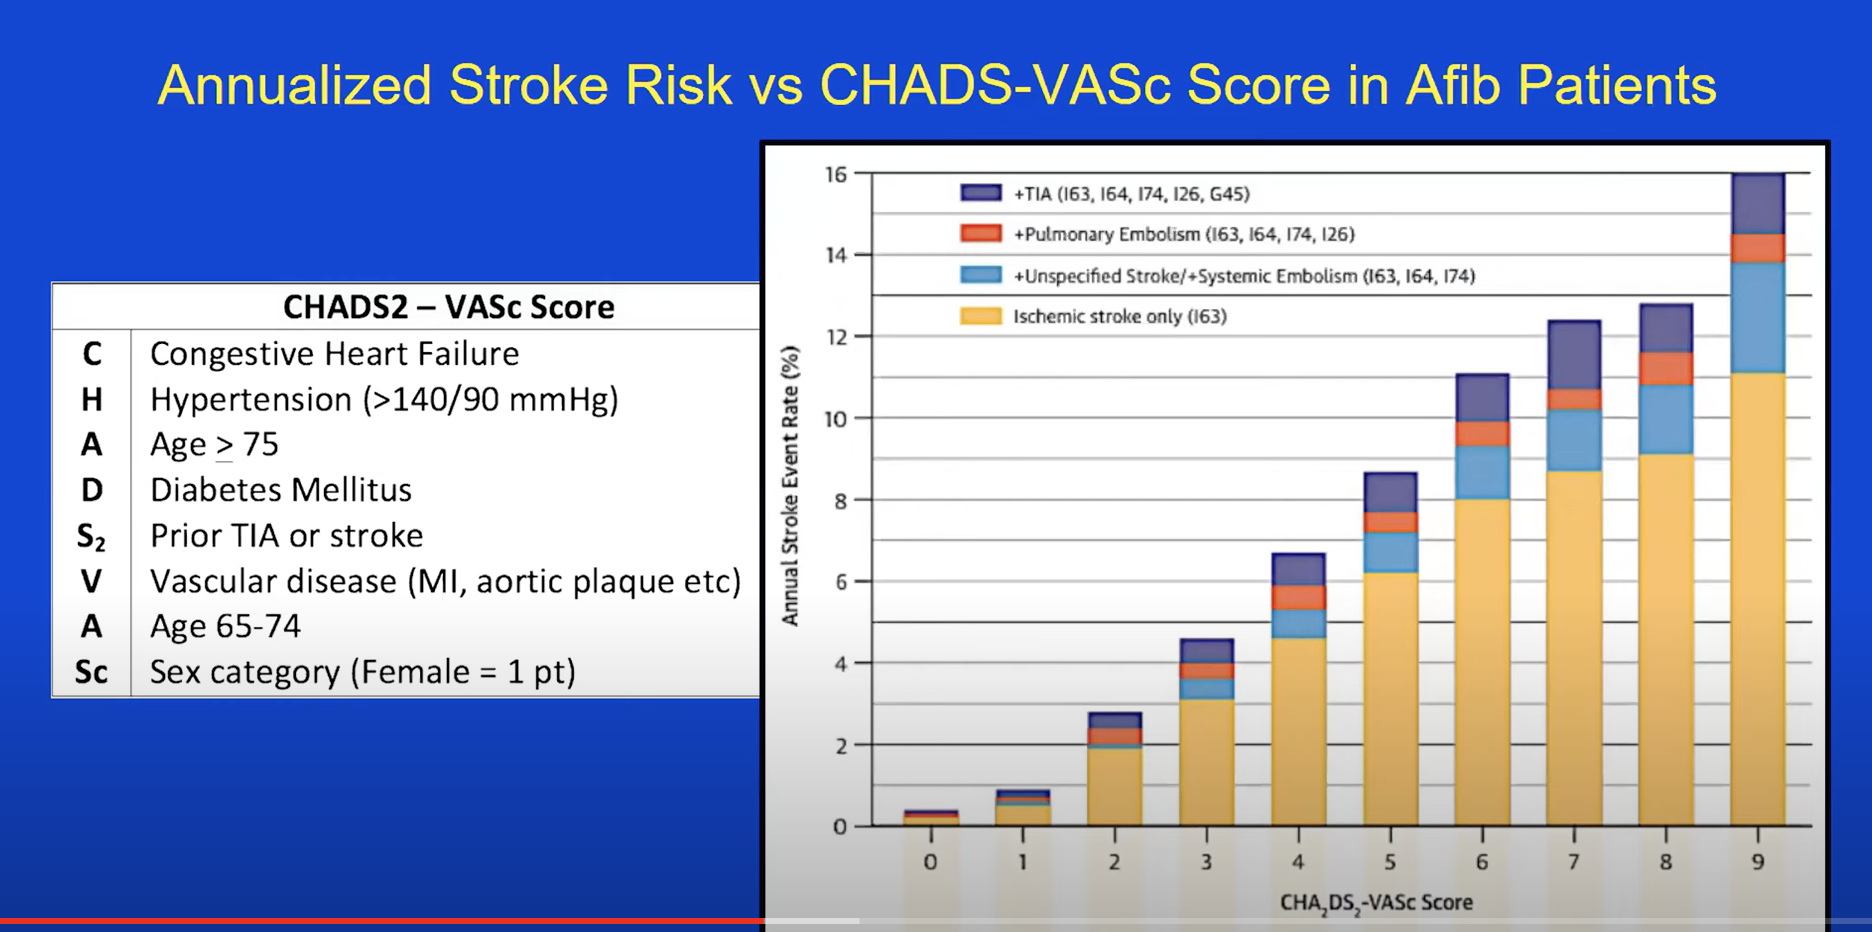 Annualized Stroke Risk vs CHADS-VASc Score in Afib Patients
CHADS2 – VASc Score
C Congestive Heart Failure
H Hypertension (>140/90 mmHg)
A Age ≥ 75
D Diabetes Mellitus
S₂ Prior TIA or stroke
V Vascular disease (MI, aortic plaque etc)
A Age 65-74
Sc Sex category (Female = 1 pt)
Annual Stroke Event Rate (%)
16
14
12
10
8
6
4
2
0
+TIA (I63, I64, I74, I26, G45)
+Pulmonary Embolism (I63, I64, I74, I26)
+Unspecified Stroke/+Systemic Embolism (I63, I64, I74)
Ischemic stroke only (I63)
0 1 2 3 4 5 6 7 8 9
CHA₂DS₂-VASc Score